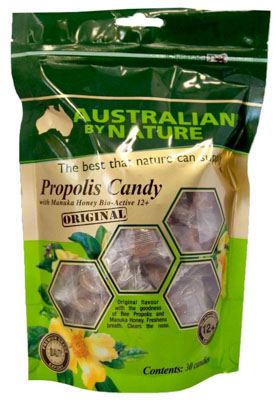 AUSTRALIAN
BY NATURE
The best that nature can supply
Propolis Candy
with Manuka Honey Bio-Active 12+
ORIGINAL
Original flavour
with the goodness
of Bee Propolis and
Manuka Honey. Freshens
breath. Clears the nose.
12+
Contents: 30 candies